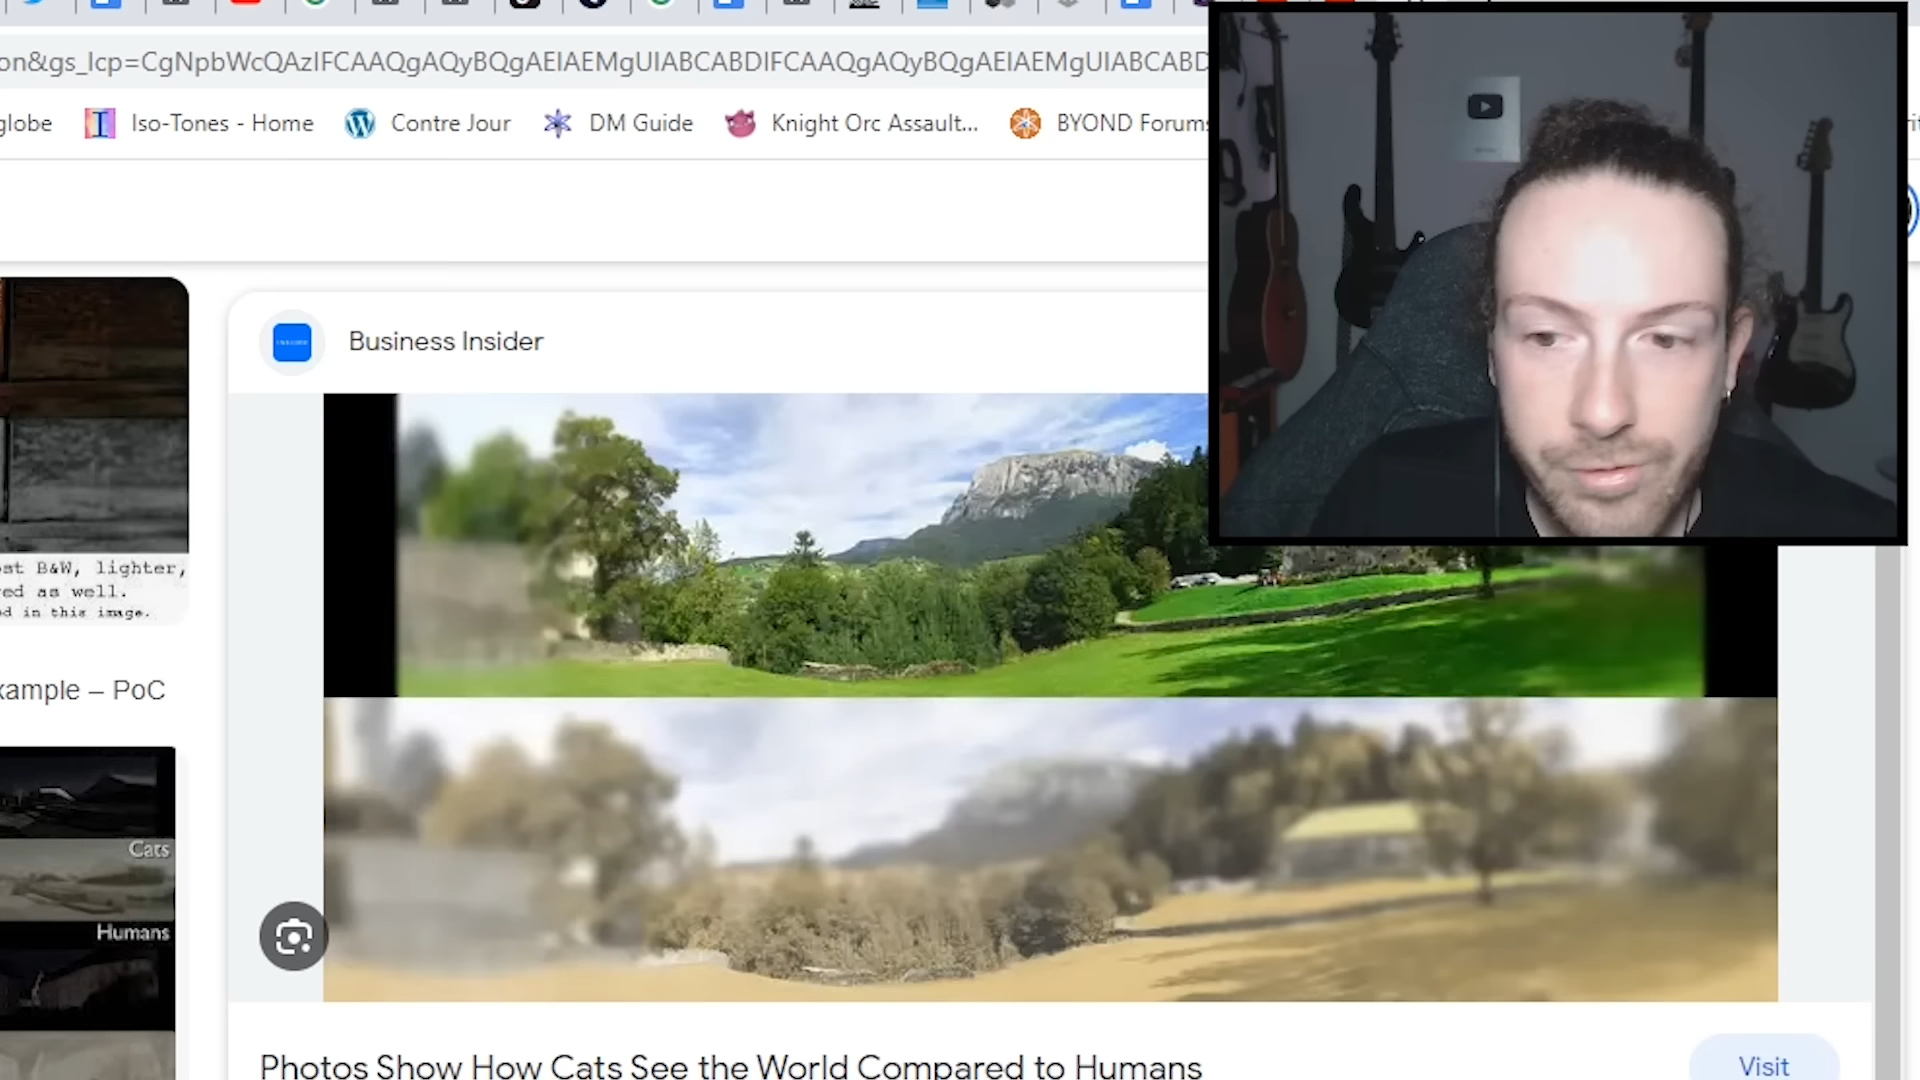 on&gs_lcp=CgNpbWcQAzIFCAAQgAQyBQgAEIAEMgUIABCABDIFCAAQgAQyBQgAEIAEMgUIABCABD
globe Iso-Tones - Home Contre Jour DM Guide Knight Orc Assault... BYOND Forums
Business Insider
st B&W, lighter,
ed as well.
d in this image.
xample – PoC
Cats
Humans
Photos Show How Cats See the World Compared to Humans
Visit